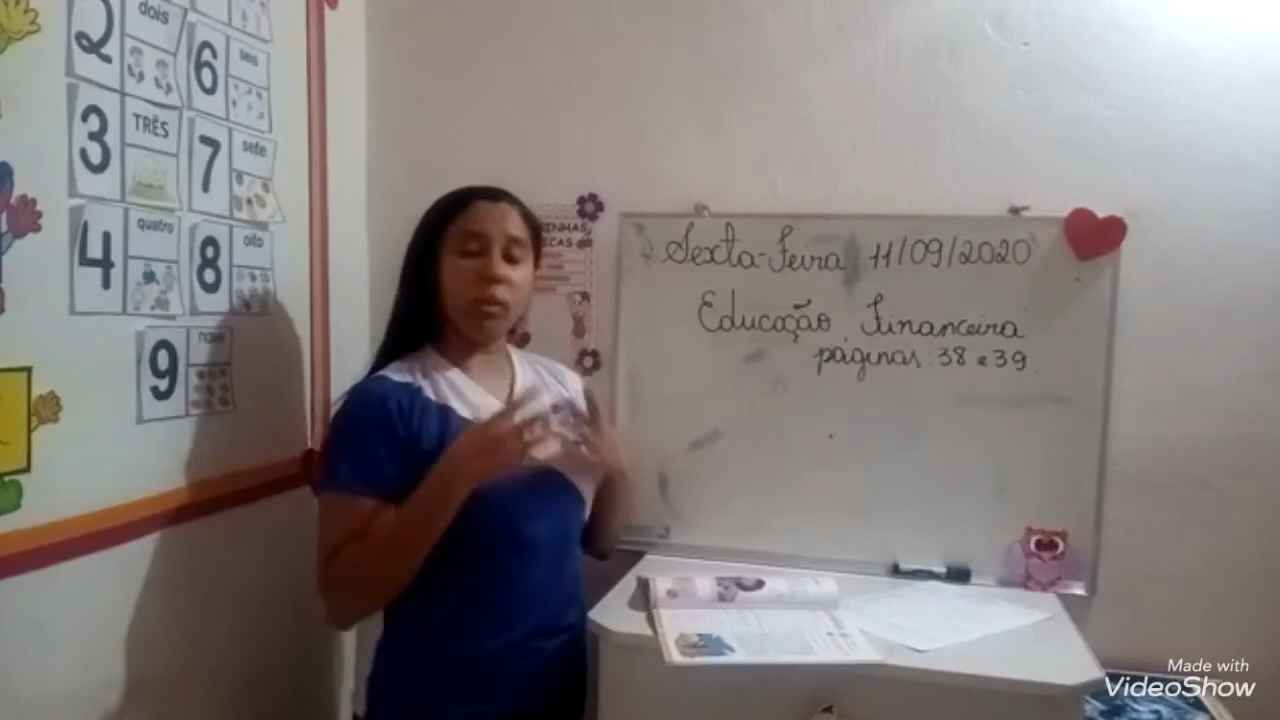 2
dois
6
seis
3
TRÊS
7
sete
4
quatro
8
oito
9
nove
Sexta-Feira 11/09/2020
Educação Financeira
páginas: 38 e 39
Made with
VideoShow